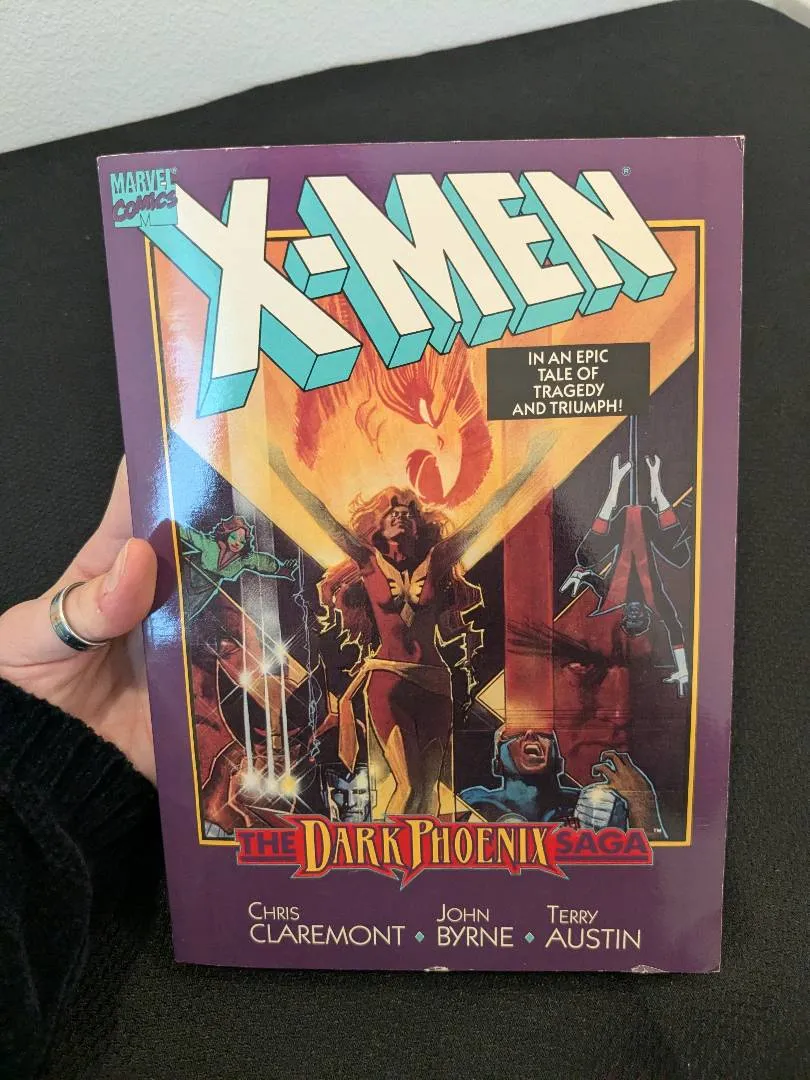 MARVEL®
COMICS
X-MEN®
IN AN EPIC
TALE OF
TRAGEDY
AND TRIUMPH!
THE DARK PHOENIX SAGA
™
CHRIS CLAREMONT ◆ JOHN BYRNE ◆ TERRY AUSTIN